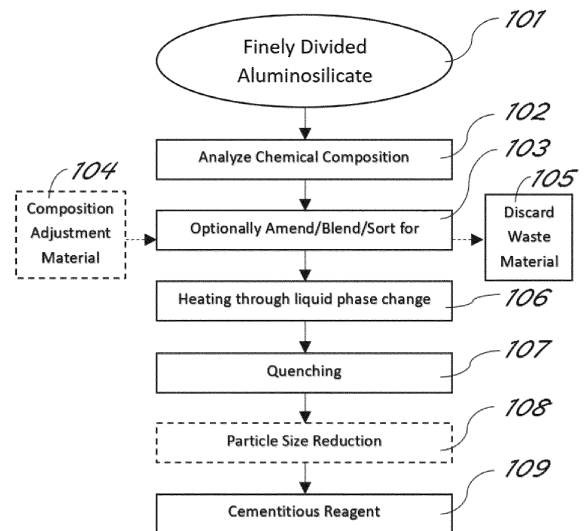 101
Finely Divided
Aluminosilicate
102
Analyze Chemical Composition
103
104
Composition
Adjustment
Material
Optionally Amend/Blend/Sort for
105
Discard
Waste
Material
Heating through liquid phase change
106
107
Quenching
108
Particle Size Reduction
109
Cementitious Reagent